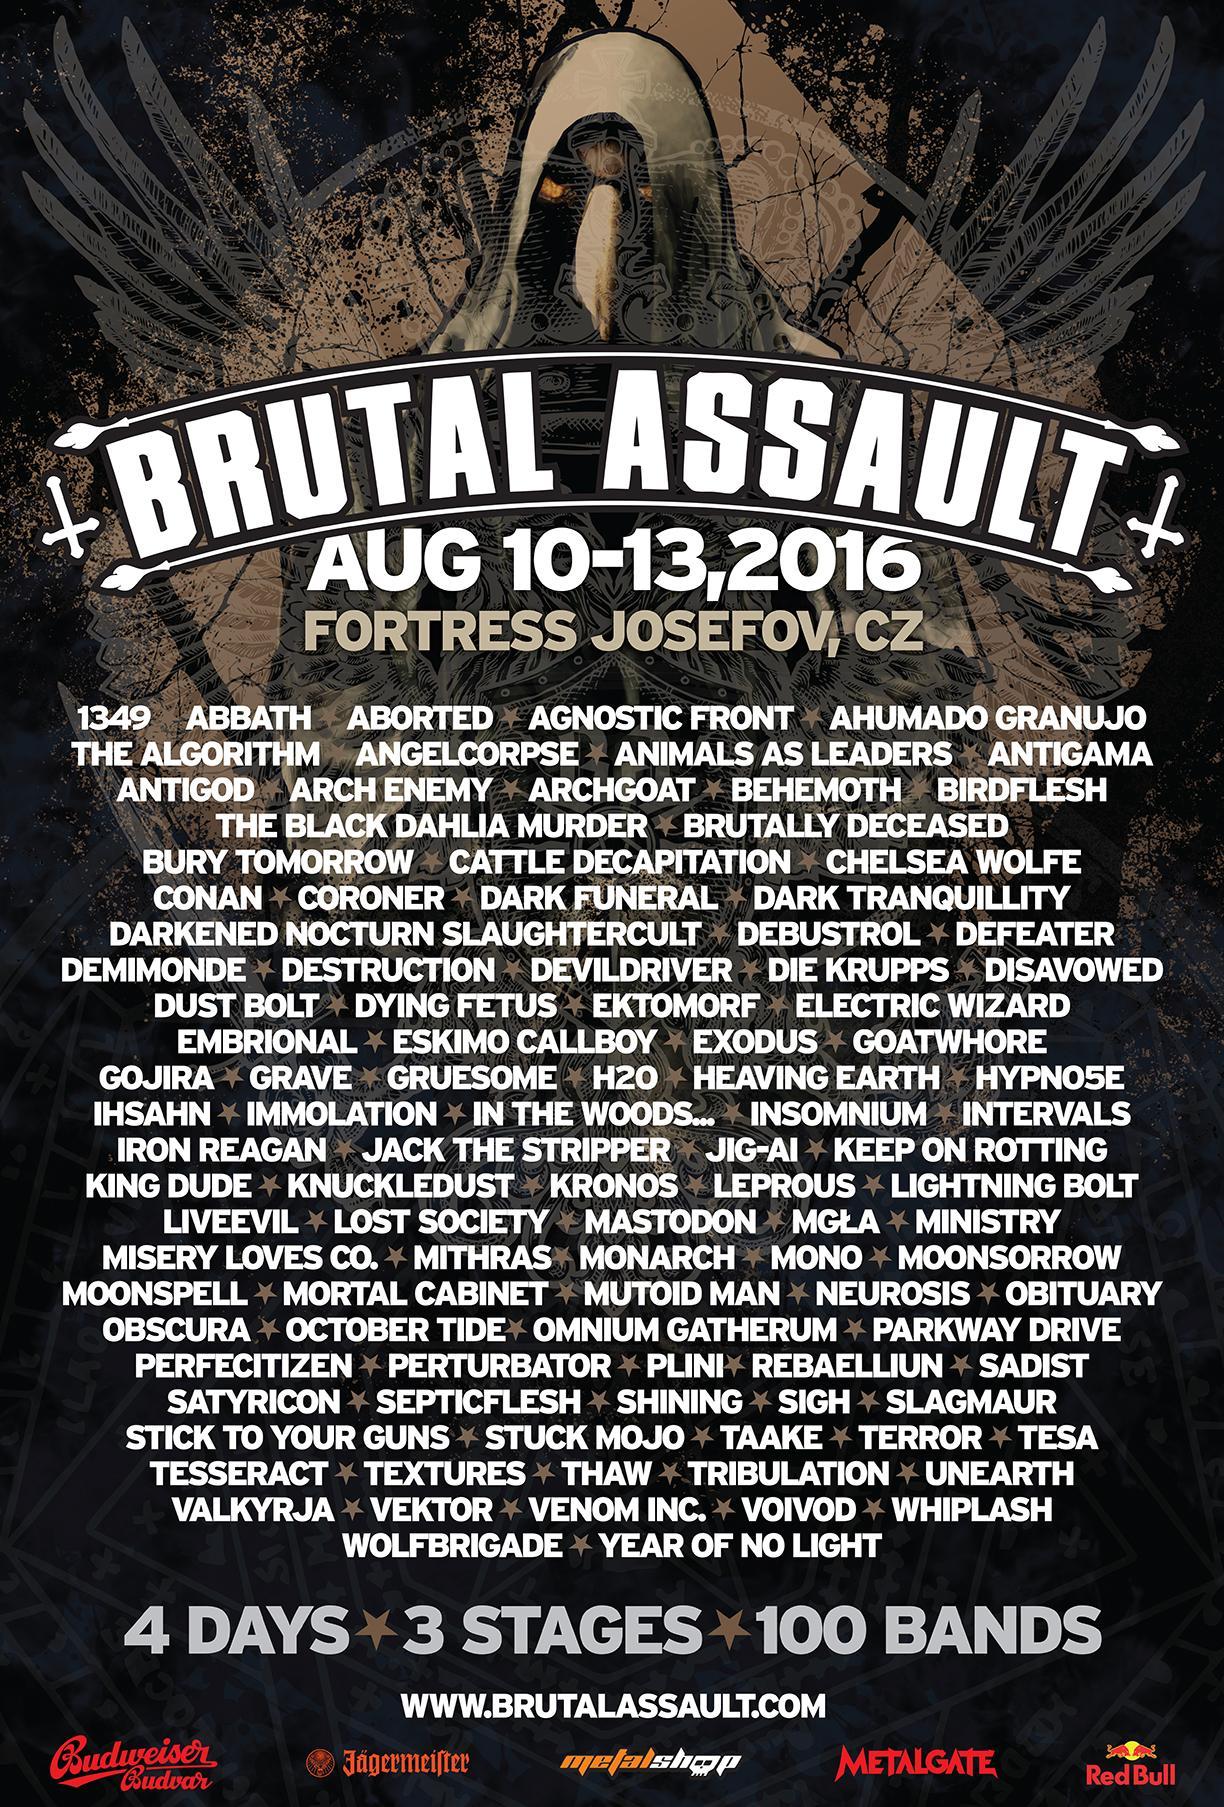 BRUTAL ASSAULT
AUG 10-13,2016
FORTRESS JOSEFOV, CZ
1349 ABBATH ★ ABORTED ★ AGNOSTIC FRONT ★ AHUMADO GRANUJO
THE ALGORITHM ★ ANGELCORPSE ★ ANIMALS AS LEADERS ★ ANTIGAMA
ANTIGOD ★ ARCH ENEMY ★ ARCHGOAT ★ BEHEMOTH ★ BIRDFLESH
THE BLACK DAHLIA MURDER ★ BRUTALLY DECEASED
BURY TOMORROW ★ CATTLE DECAPITATION ★ CHELSEA WOLFE
CONAN ★ CORONER ★ DARK FUNERAL ★ DARK TRANQUILLITY
DARKENED NOCTURN SLAUGHTERCULT ★ DEBUSTROL ★ DEFEATER
DEMIMONDE ★ DESTRUCTION ★ DEVILDRIVER ★ DIE KRUPPS ★ DISAVOWED
DUST BOLT ★ DYING FETUS ★ EKTOMORF ★ ELECTRIC WIZARD
EMBRIONAL ★ ESKIMO CALLBOY ★ EXODUS ★ GOATWHORE
GOJIRA ★ GRAVE ★ GRUESOME ★ H2O ★ HEAVING EARTH ★ HYPNO5E
IHSAHN ★ IMMOLATION ★ IN THE WOODS... ★ INSOMNIUM ★ INTERVALS
IRON REAGAN ★ JACK THE STRIPPER ★ JIG-AI ★ KEEP ON ROTTING
KING DUDE ★ KNUCKLEDUST ★ KRONOS ★ LEPROUS ★ LIGHTNING BOLT
LIVEEVIL ★ LOST SOCIETY ★ MASTODON ★ MGŁA ★ MINISTRY
MISERY LOVES CO. ★ MITHRAS ★ MONARCH ★ MONO ★ MOONSORROW
MOONSPELL ★ MORTAL CABINET ★ MUTOID MAN ★ NEUROSIS ★ OBITUARY
OBSCURA ★ OCTOBER TIDE ★ OMNIUM GATHERUM ★ PARKWAY DRIVE
PERFECITIZEN ★ PERTURBATOR ★ PLINI ★ REBAELLIUN ★ SADIST
SATYRICON ★ SEPTICFLESH ★ SHINING ★ SIGH ★ SLAGMAUR
STICK TO YOUR GUNS ★ STUCK MOJO ★ TAAKE ★ TERROR ★ TESA
TESSERACT ★ TEXTURES ★ THAW ★ TRIBULATION ★ UNEARTH
VALKYRJA ★ VEKTOR ★ VENOM INC. ★ VOIVOD ★ WHIPLASH
WOLFBRIGADE ★ YEAR OF NO LIGHT
4 DAYS ★ 3 STAGES ★ 100 BANDS
WWW.BRUTALASSAULT.COM
Budweiser Budvar Jägermeister metalshop METALGATE Red Bull